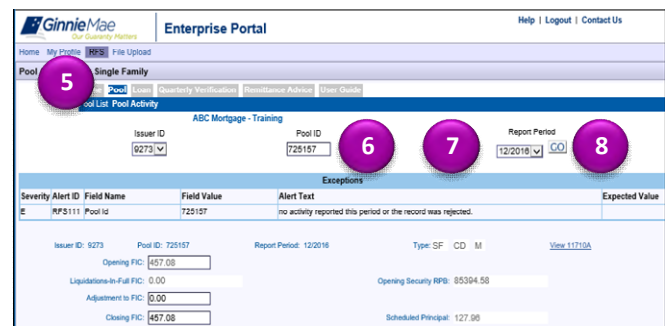 GinnieMae
Our Guaranty Matters
Enterprise Portal
Help | Logout | Contact Us
Home My Profile RFS File Upload
Pool Single Family
5
Pool Loan Quarterly Verification Remittance Advice User Guide
Pool Activity
ABC Mortgage - Training
Issuer ID Pool ID Report Period
9273 725157 6 7 12/2016 GO 8
Exceptions
Severity Alert ID Field Name Field Value Alert Text Expected Value
E RFS111 Pool Id 725157 no activity reported this period or the record was rejected.
Issuer ID: 9273 Pool ID: 725157 Report Period: 12/2016 Type: SF CD M View 11710A
Opening FIC: 457.08
Liquidations-In-Full FIC: 0.00 Opening Security RPB: 85394.58
Adjustment to FIC: 0.00
Closing FIC: 457.08 Scheduled Principal: 127.96